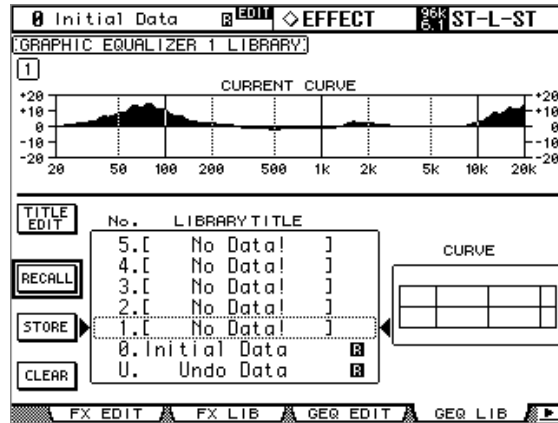 0 Initial Data R EDIT ◇EFFECT 96k 6.1 ST-L-ST
GRAPHIC EQUALIZER 1 LIBRARY
1
CURRENT CURVE
+20 +20
+10 +10
0 0
-10 -10
-20 -20
20 50 100 200 500 1k 2k 5k 10k 20k
TITLE EDIT
No. LIBRARY TITLE
5.[ No Data! ]
CURVE
4.[ No Data! ]
RECALL
3.[ No Data! ]
2.[ No Data! ]
STORE
1.[ No Data! ]
0.Initial Data R
U. Undo Data R
CLEAR
FX EDIT FX LIB GEQ EDIT GEQ LIB